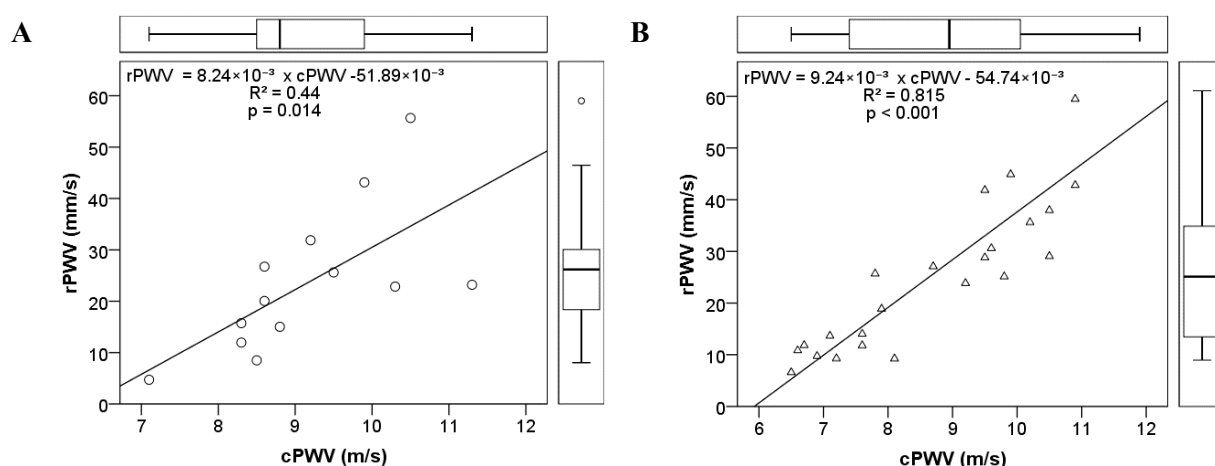 A
rPWV = 8.24×10⁻³ x cPWV -51.89×10⁻³
R² = 0.44
p = 0.014
60
50
40
30
20
10
0
rPWV (mm/s)
7 8 9 10 11 12
cPWV (m/s)
B
rPWV = 9.24×10⁻³ x cPWV - 54.74×10⁻³
R² = 0.815
p < 0.001
60
50
40
30
20
10
0
rPWV (mm/s)
6 7 8 9 10 11 12
cPWV (m/s)